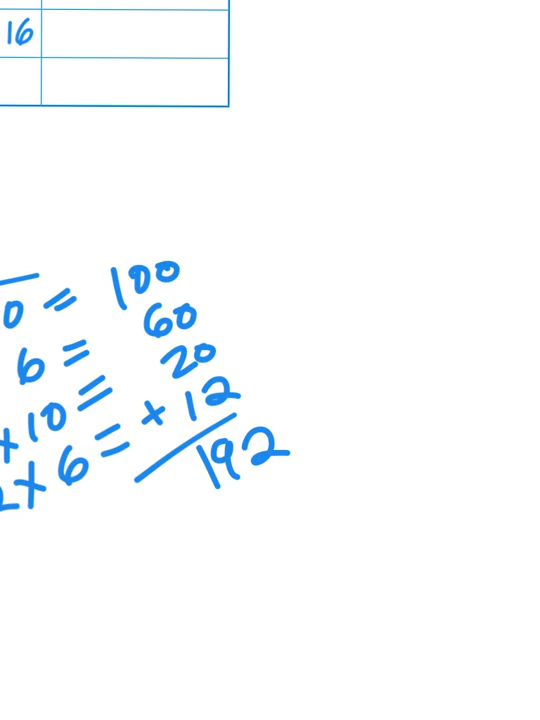 16
0 = 100
6 = 60
x10 = 20
2x6 = + 12
192